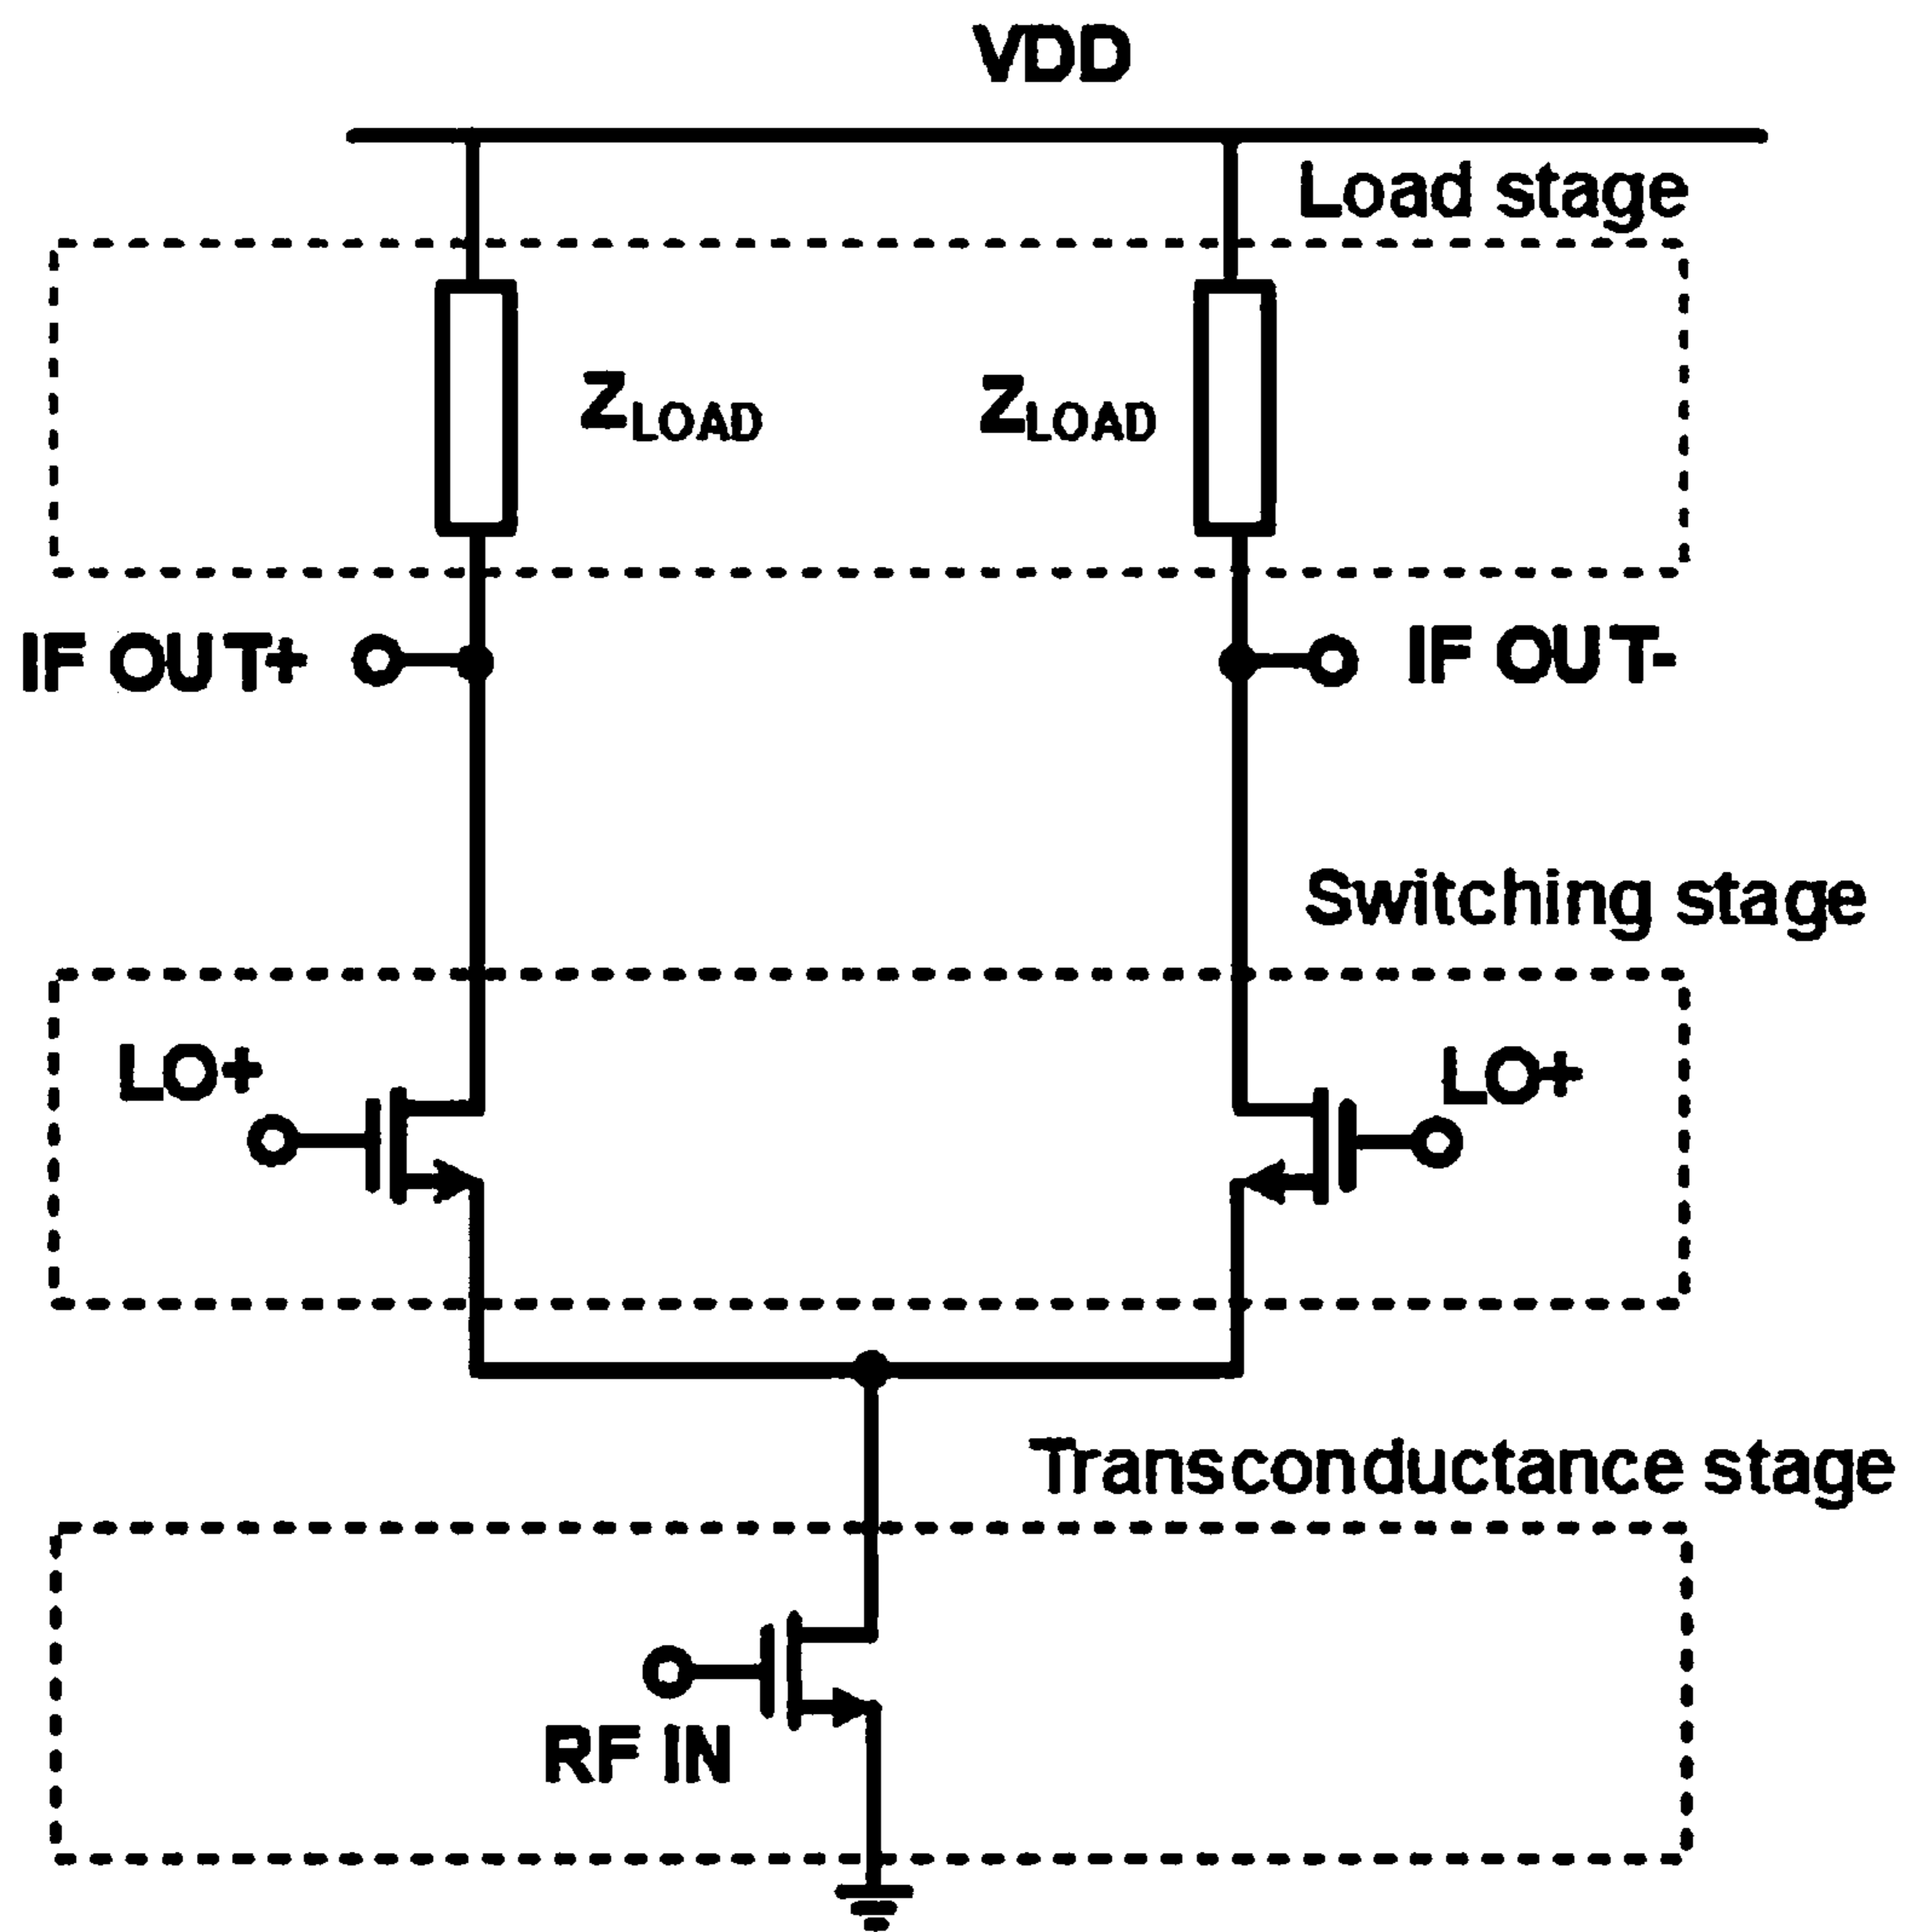 VDD
Load stage
ZLOAD
ZLOAD
IF OUT+
IF OUT-
Switching stage
LO+
LO+
Transconductance stage
RF IN